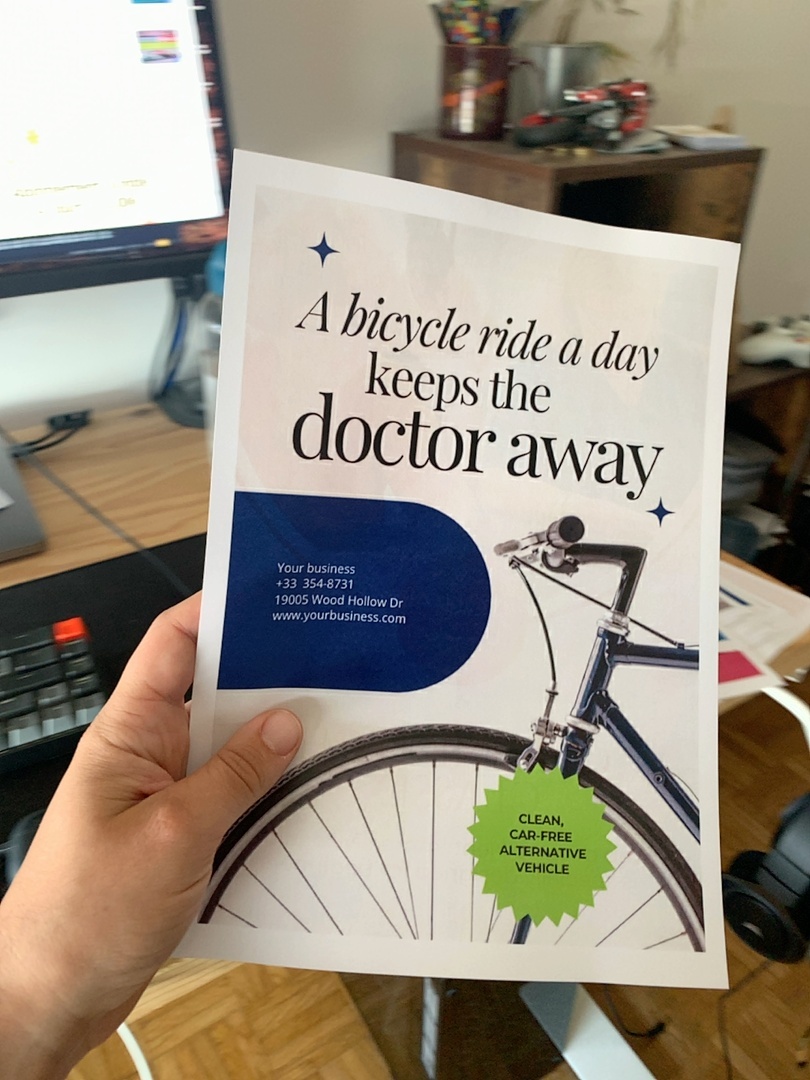 A bicycle ride a day
keeps the
doctor away
Your business
+33 354-8731
19005 Wood Hollow Dr
www.yourbusiness.com
CLEAN,
CAR-FREE
ALTERNATIVE
VEHICLE